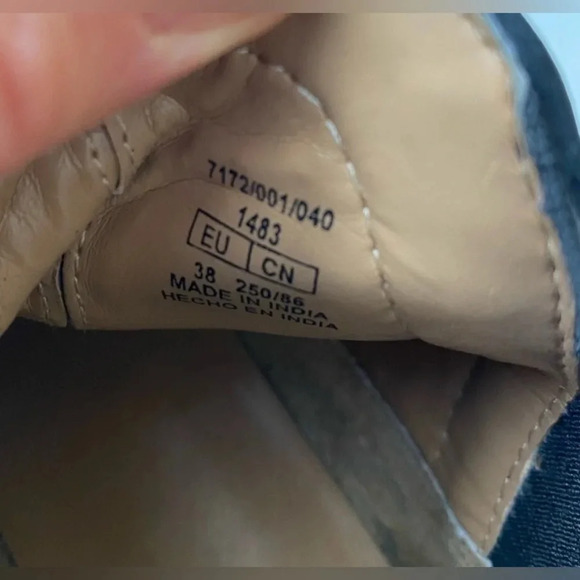 7172/001/040
1483
EU CN
38 250/86
MADE IN INDIA
HECHO EN INDIA